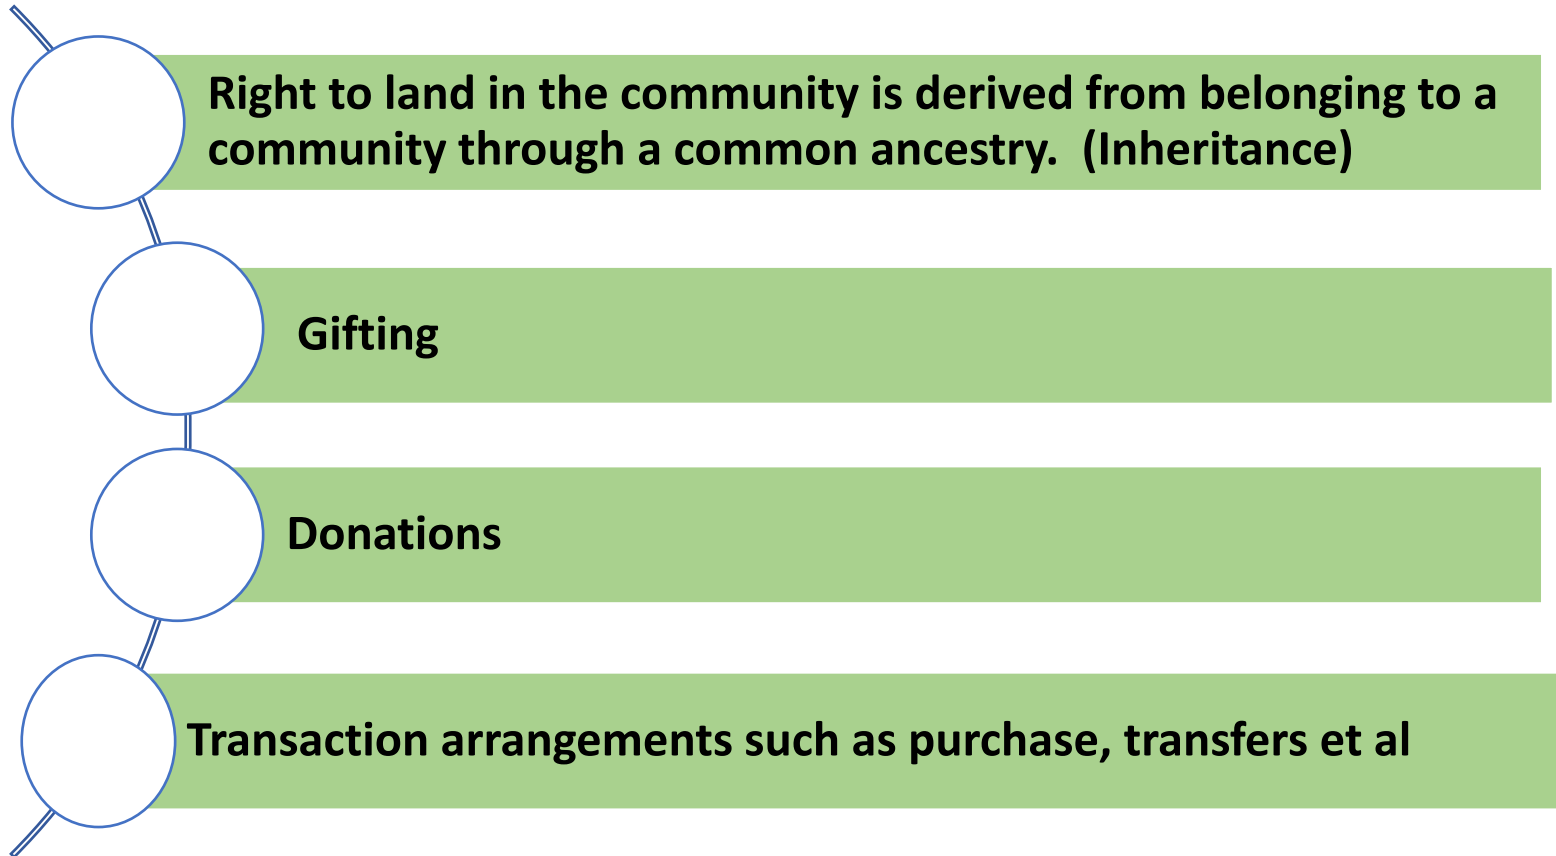 Right to land in the community is derived from belonging to a
community through a common ancestry.  (Inheritance)
Gifting
Donations
Transaction arrangements such as purchase, transfers et al